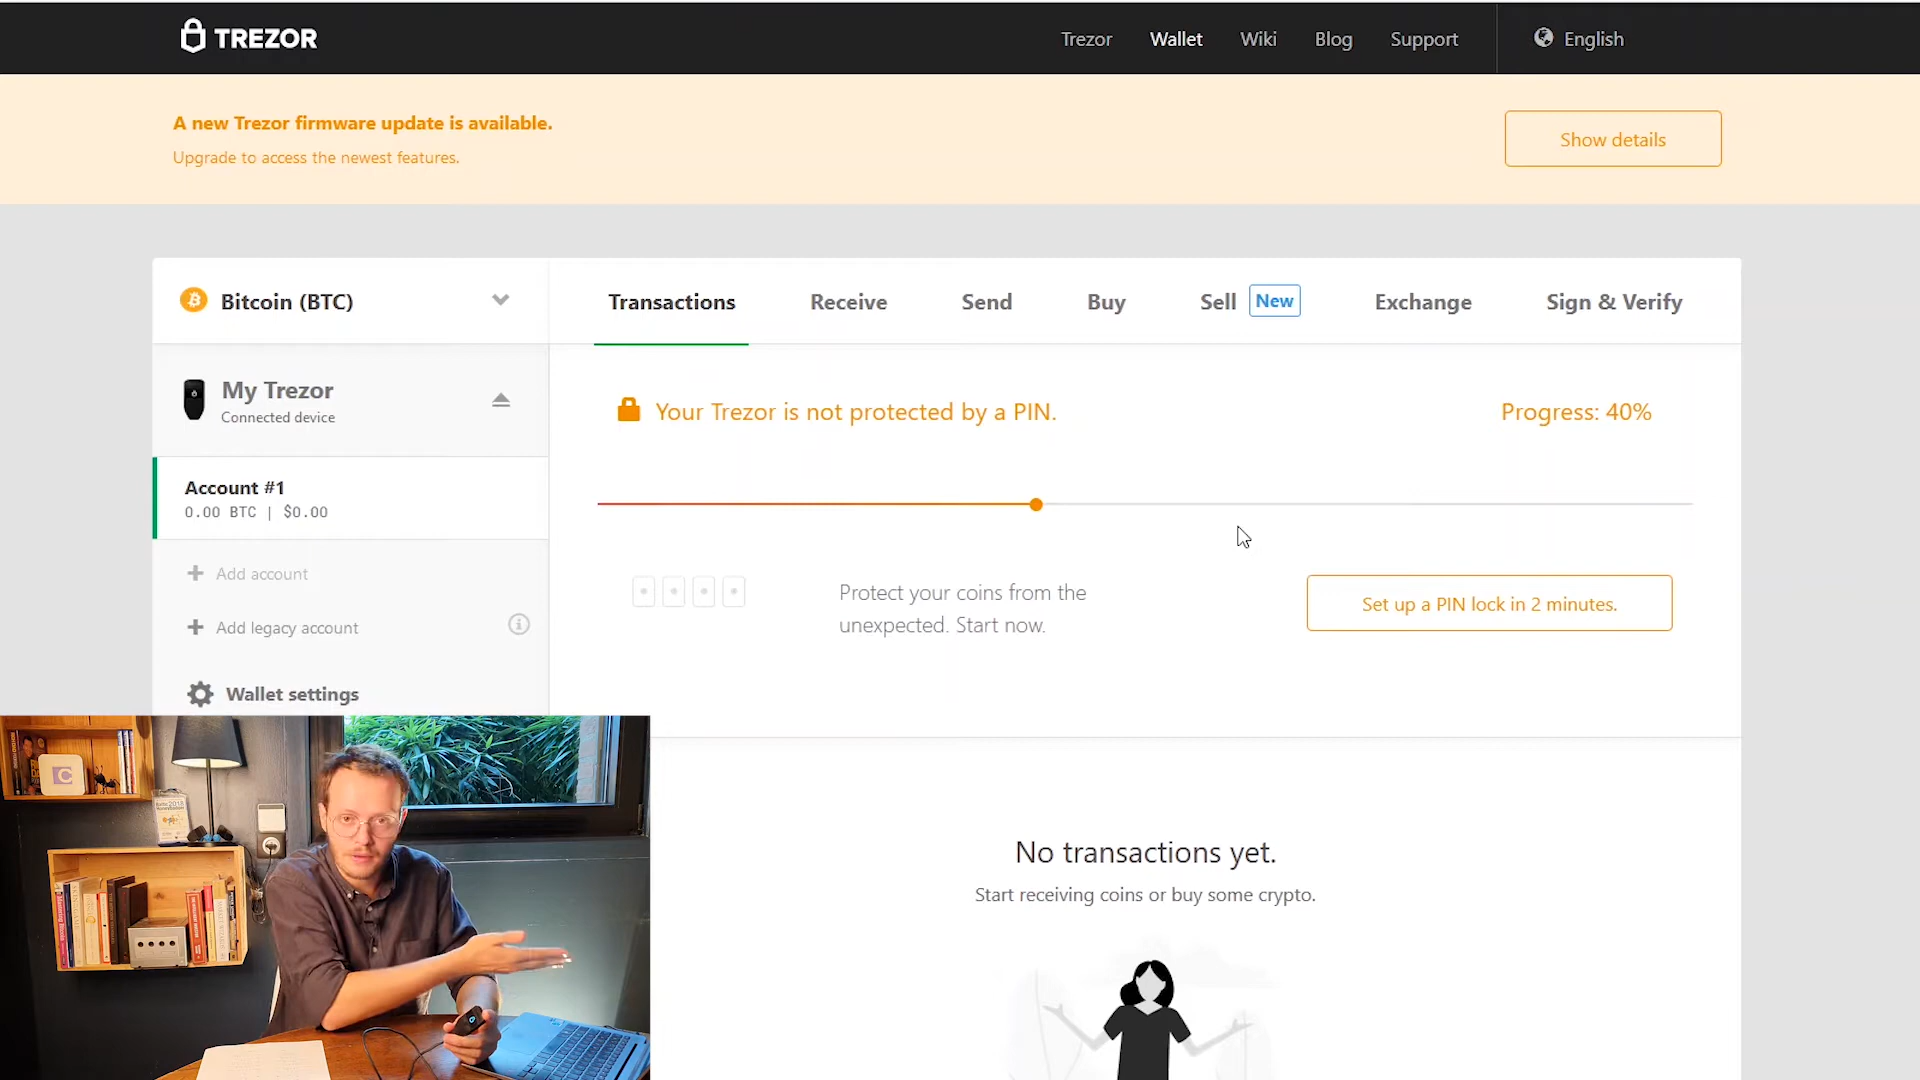 TREZOR
Trezor Wallet Wiki Blog Support English
A new Trezor firmware update is available.
Upgrade to access the newest features.
Show details
Bitcoin (BTC)
Transactions Receive Send Buy Sell New Exchange Sign & Verify
My Trezor
Connected device
Your Trezor is not protected by a PIN.
Progress: 40%
Account #1
0.00 BTC | $0.00
Add account
Add legacy account
Wallet settings
Protect your coins from the
unexpected. Start now.
Set up a PIN lock in 2 minutes.
No transactions yet.
Start receiving coins or buy some crypto.
C